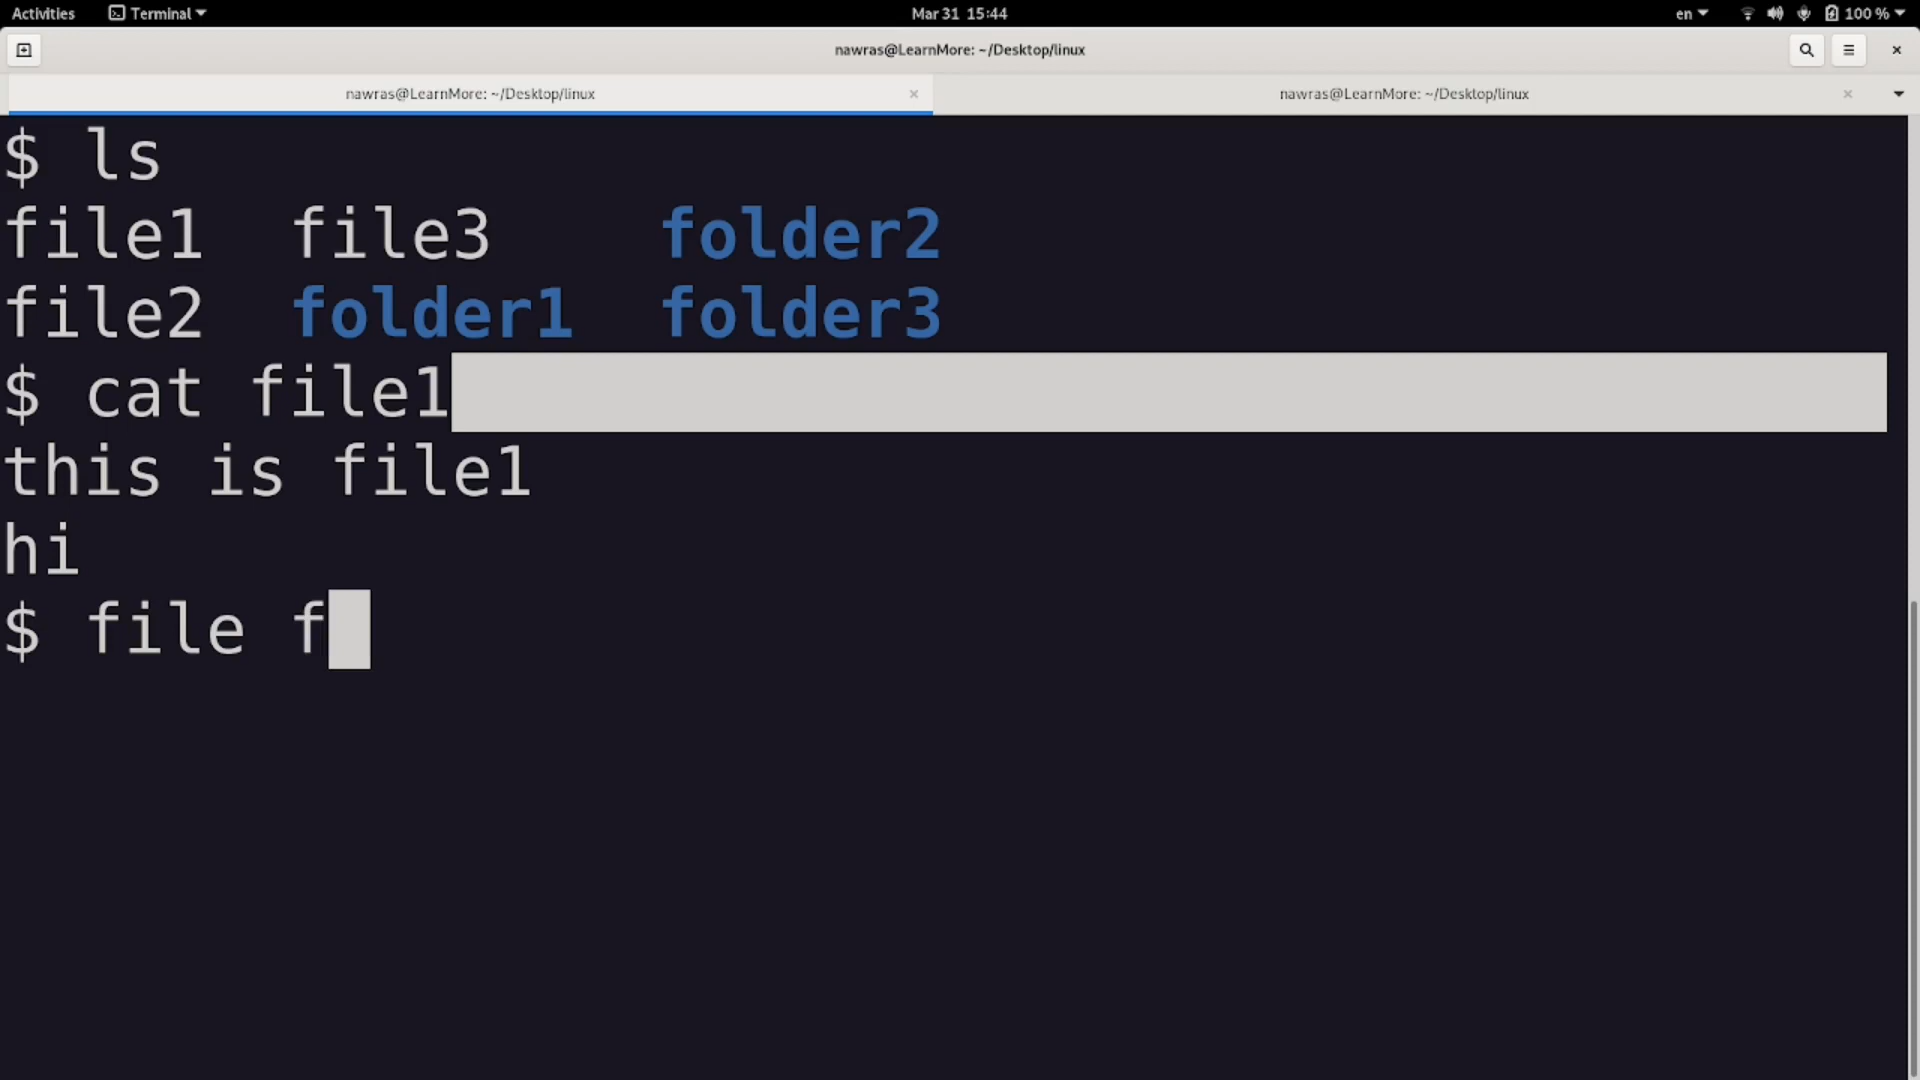 Activities Terminal Mar 31 15:44 en 100 %
nawras@LearnMore: ~/Desktop/linux
nawras@LearnMore: ~/Desktop/linux nawras@LearnMore: ~/Desktop/linux
$ ls
file1 file3 folder2
file2 folder1 folder3
$ cat file1
this is file1
hi
$ file f